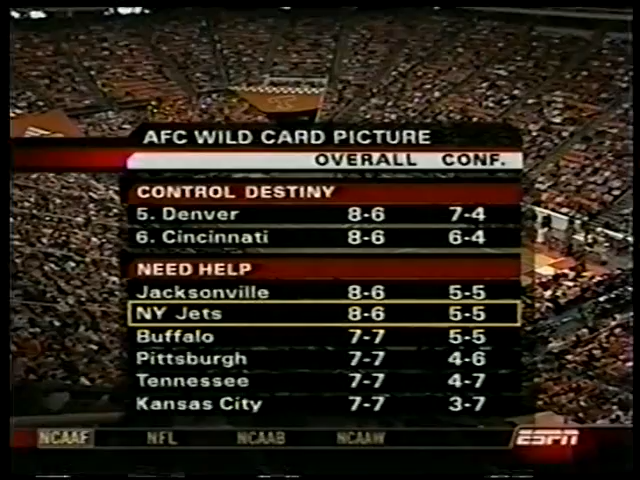 AFC WILD CARD PICTURE
OVERALL CONF.
CONTROL DESTINY
5. Denver 8-6 7-4
6. Cincinnati 8-6 6-4
NEED HELP
Jacksonville 8-6 5-5
NY Jets 8-6 5-5
Buffalo 7-7 5-5
Pittsburgh 7-7 4-6
Tennessee 7-7 4-7
Kansas City 7-7 3-7
NCAAF NFL NCAAB NCAAW ESPN